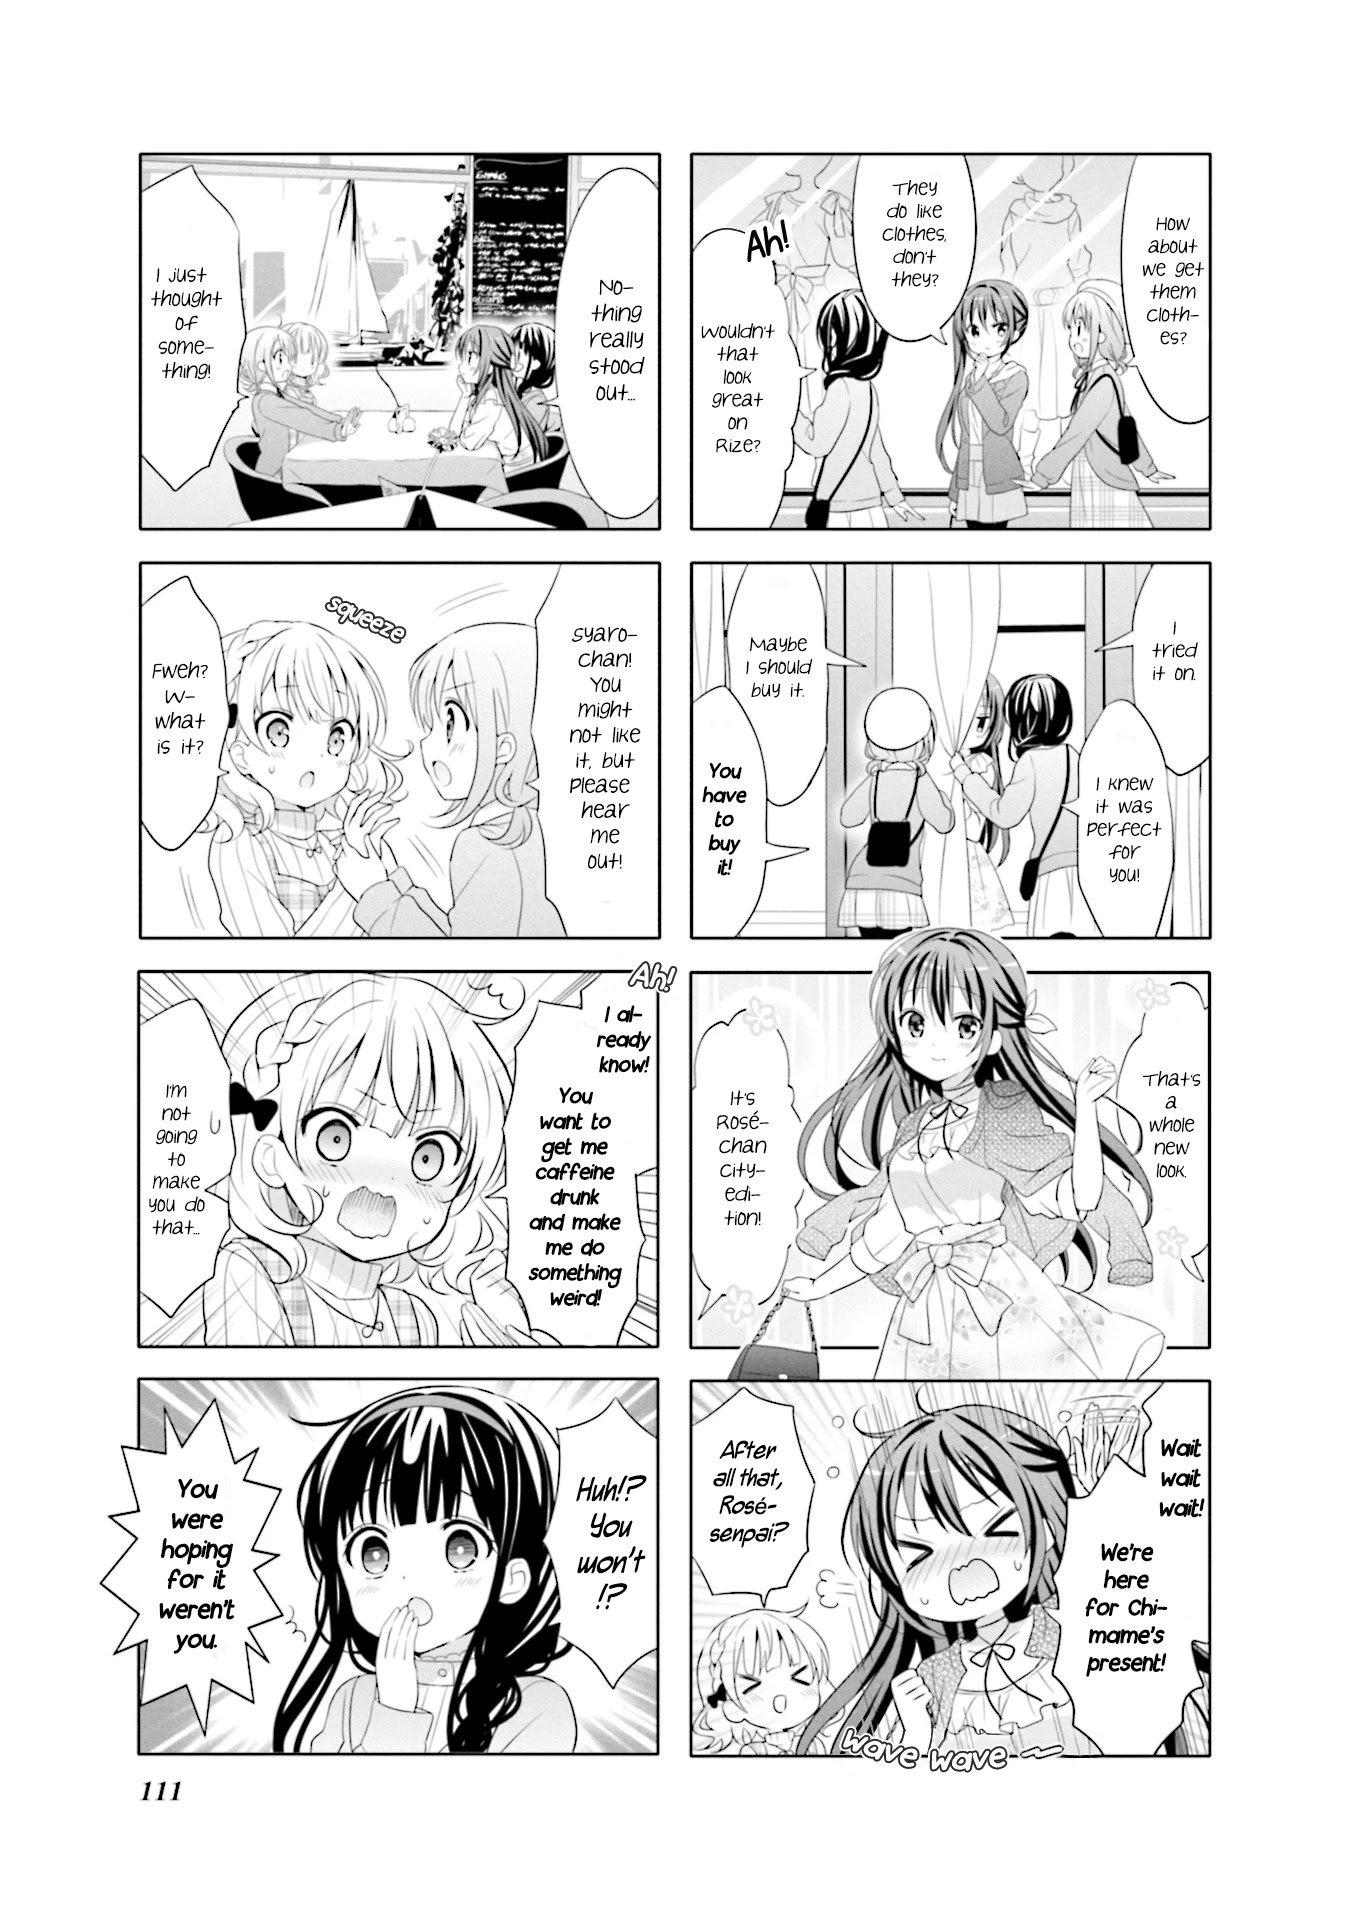 How
about
we get
them
cloth-
es?
They
do like
clothes,
don't
they?
Ah!
Wouldn't
that
look
great
on
Rize?
I
tried
it on.
I knew
it was
perfect
for
you!
Maybe
I should
buy it.
You
have
to
buy
it!
That's
a
whole
new
look.
It's
Rosé-
chan
city-
edi-
tion!
Wait
wait
wait!
We're
here
for Chi-
mame's
present!
After
all that,
Rosé-
senpai?
wave wave
No-
thing
really
stood
out...
I just
thought
of
some-
thing!
ENTRÉES
Syaro-
chan!
You
might
not like
it, but
please
hear
me
out!
squeeze
Fweh?
W-
what
is it?
Ah!
I al-
ready
know!
You
want to
get me
caffeine
drunk
and make
me do
something
weird!
I'm
not
going
to
make
you do
that...
Huh!?
You
won't
!?
You
were
hoping
for it
weren't
you.
111